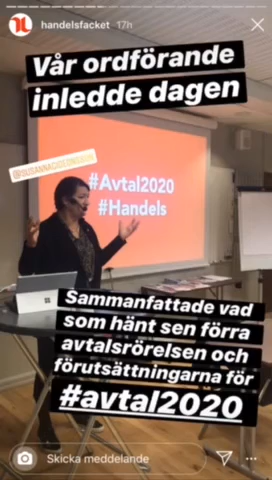 handelsfacket 17h
Vår ordförande
inledde dagen
@SUSANNAGIDEONSSON
#Avtal2020
#Handels
Sammanfattade vad
som hänt sen förra
avtalsrörelsen och
förutsättningarna för
#avtal2020
Skicka meddelande